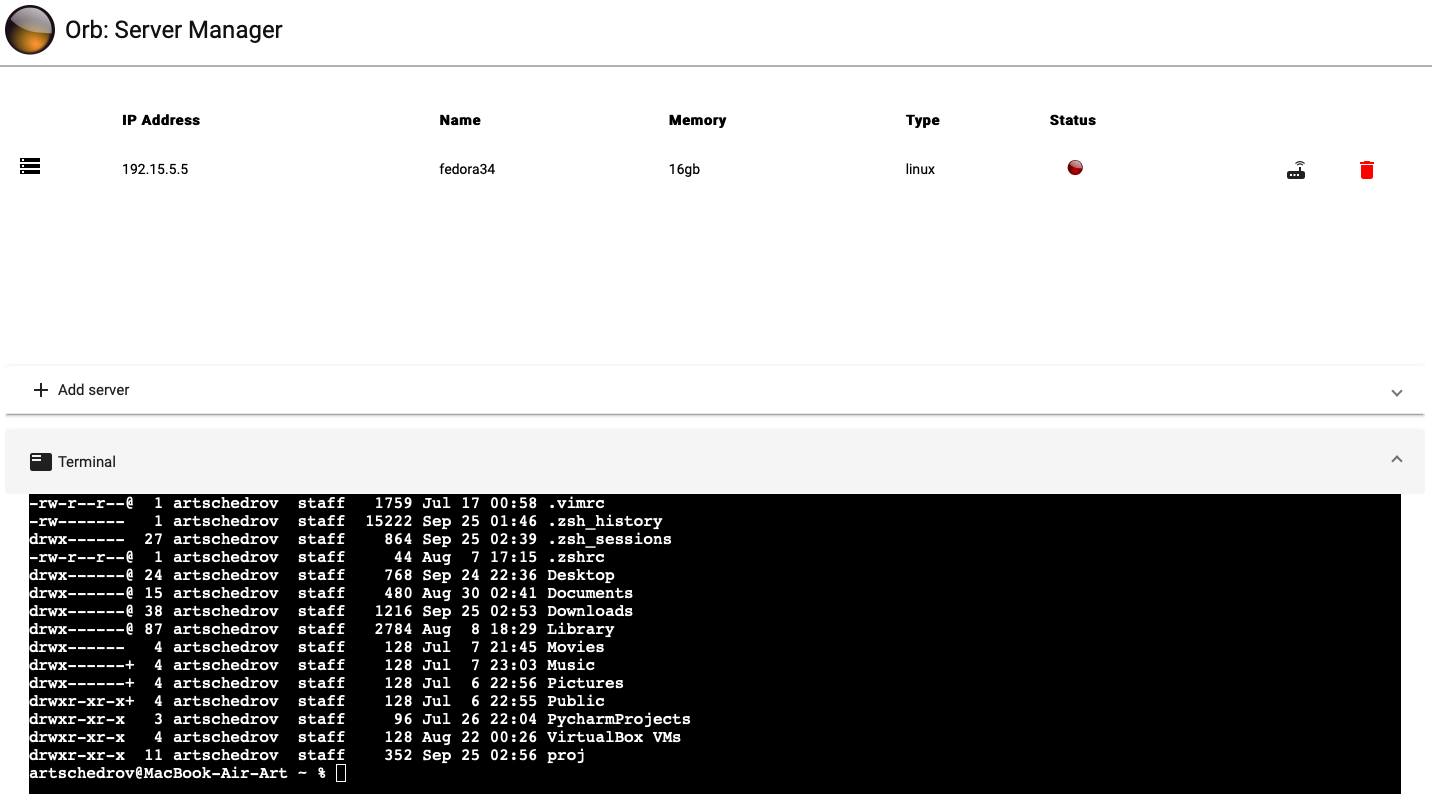 Orb: Server Manager
IP Address Name Memory Type Status
192.15.5.5 fedora34 16gb linux
Add server
Terminal
-rw-r--r--@  1 artschedrov  staff   1759 Jul 17 00:58 .vimrc
-rw-------   1 artschedrov  staff  15222 Sep 25 01:46 .zsh_history
drwx------  27 artschedrov  staff    864 Sep 25 02:39 .zsh_sessions
-rw-r--r--@  1 artschedrov  staff     44 Aug  7 17:15 .zshrc
drwx------@ 24 artschedrov  staff    768 Sep 24 22:36 Desktop
drwx------@ 15 artschedrov  staff    480 Aug 30 02:41 Documents
drwx------@ 38 artschedrov  staff   1216 Sep 25 02:53 Downloads
drwx------@ 87 artschedrov  staff   2784 Aug  8 18:29 Library
drwx------   4 artschedrov  staff    128 Jul  7 21:45 Movies
drwx------+  4 artschedrov  staff    128 Jul  7 23:03 Music
drwx------+  4 artschedrov  staff    128 Jul  6 22:56 Pictures
drwxr-xr-x+  4 artschedrov  staff    128 Jul  6 22:55 Public
drwxr-xr-x   3 artschedrov  staff     96 Jul 26 22:04 PycharmProjects
drwxr-xr-x   4 artschedrov  staff    128 Aug 22 00:26 VirtualBox VMs
drwxr-xr-x  11 artschedrov  staff    352 Sep 25 02:56 proj
artschedrov@MacBook-Air-Art ~ %